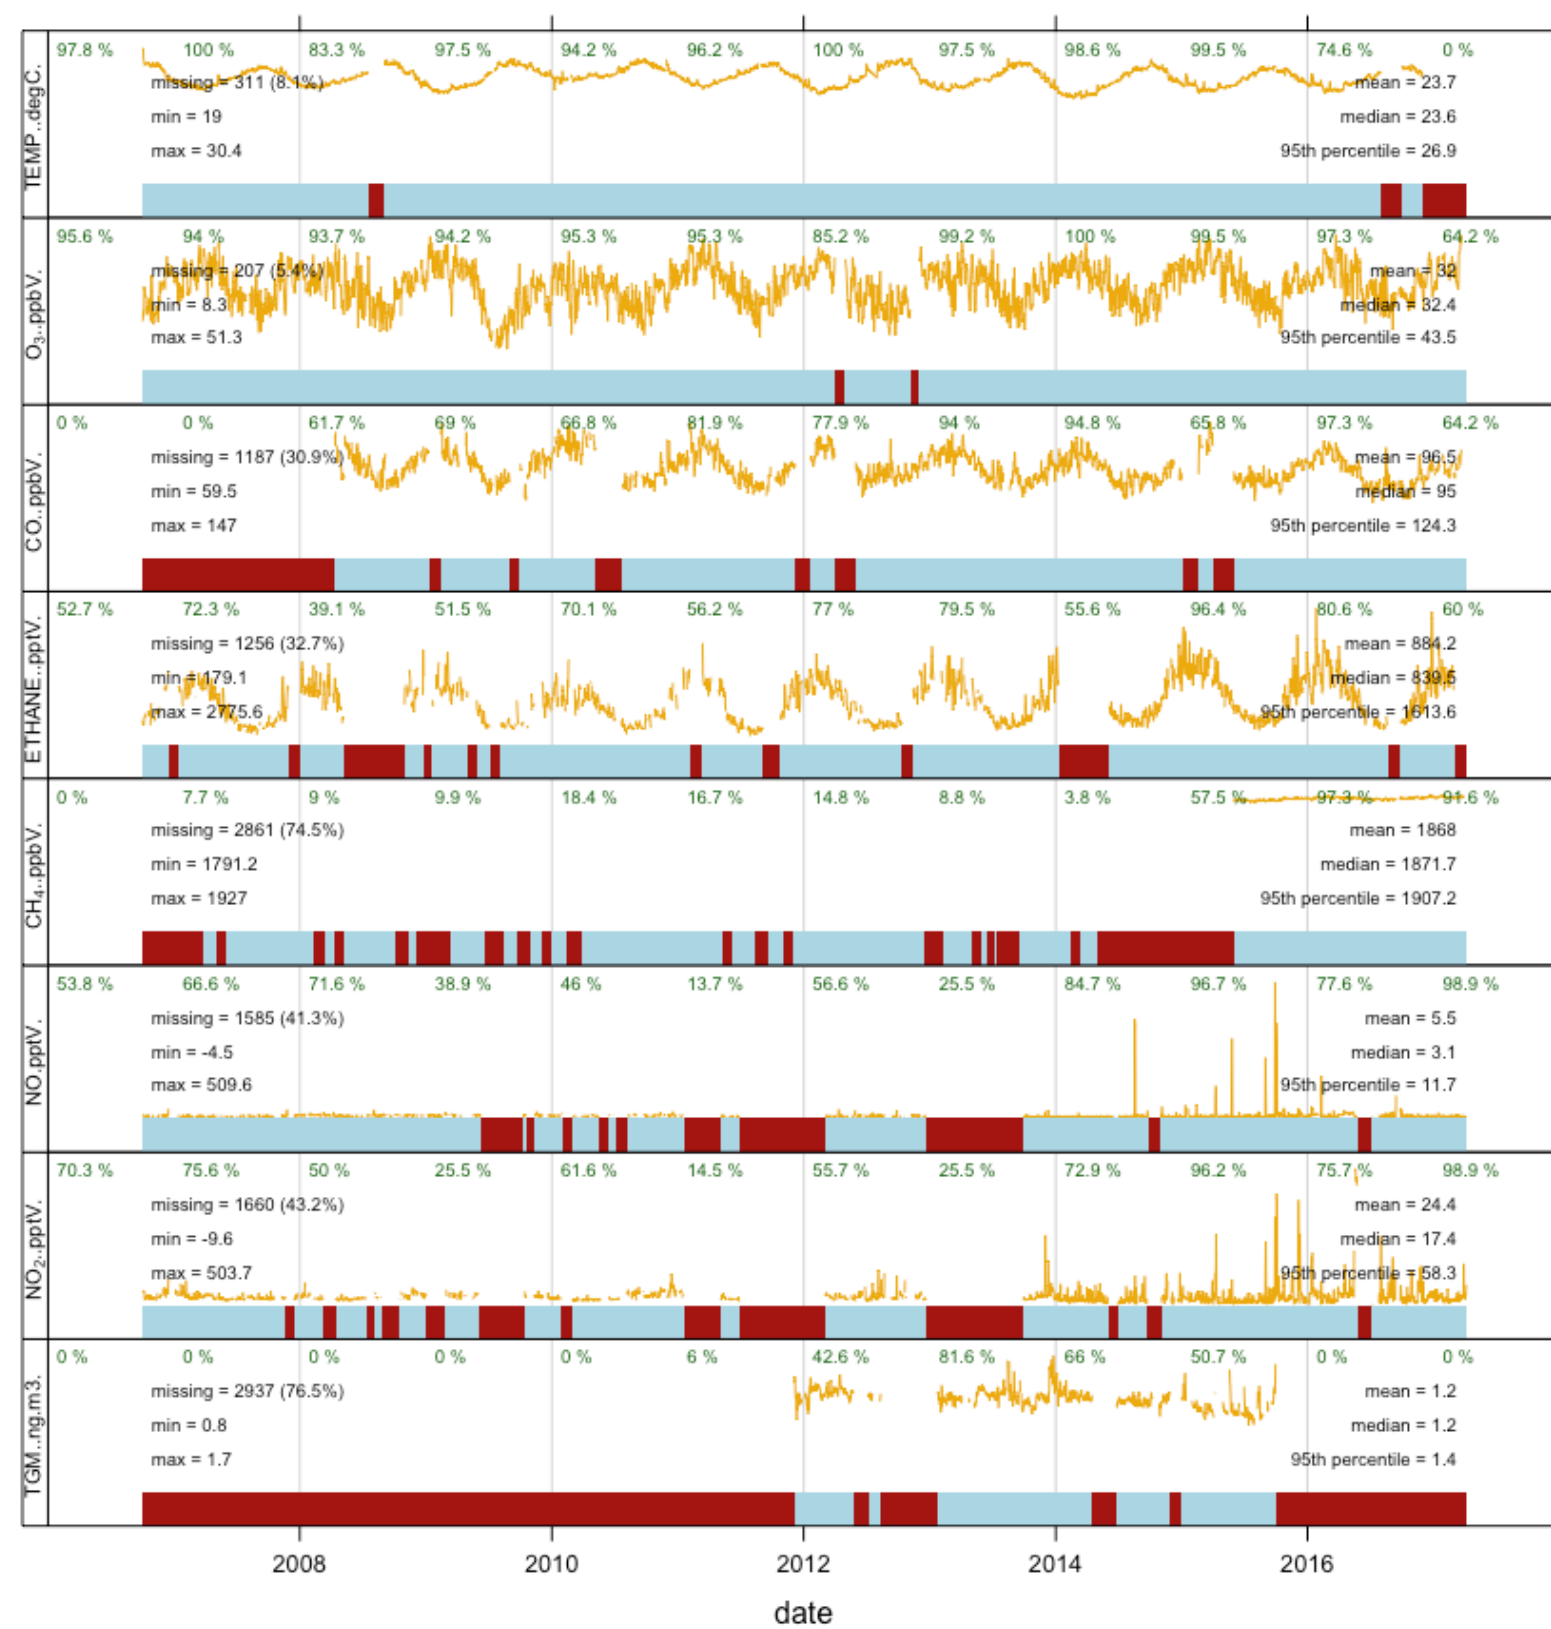 TEMP..degC.
97.8 % 100 % 83.3 % 97.5 % 94.2 % 96.2 % 100 % 97.5 % 98.6 % 99.5 % 74.6 % 0 %
missing = 311 (8.1%) mean = 23.7
min = 19 median = 23.6
max = 30.4 95th percentile = 26.9
O₃..ppbV.
95.6 % 94 % 93.7 % 94.2 % 95.3 % 95.3 % 85.2 % 99.2 % 100 % 99.5 % 97.3 % 64.2 %
missing = 207 (5.4%) mean = 32
min = 8.3 median = 32.4
max = 51.3 95th percentile = 43.5
CO..ppbV.
0 % 0 % 61.7 % 69 % 66.8 % 81.9 % 77.9 % 94 % 94.8 % 65.8 % 97.3 % 64.2 %
missing = 1187 (30.9%) mean = 96.5
min = 59.5 median = 95
max = 147 95th percentile = 124.3
ETHANE..pptV.
52.7 % 72.3 % 39.1 % 51.5 % 70.1 % 56.2 % 77 % 79.5 % 55.6 % 96.4 % 80.6 % 60 %
missing = 1256 (32.7%) mean = 884.2
min = 179.1 median = 839.5
max = 2775.6 95th percentile = 1613.6
CH₄..ppbV.
0 % 7.7 % 9 % 9.9 % 18.4 % 16.7 % 14.8 % 8.8 % 3.8 % 57.5 % 97.3 % 91.6 %
missing = 2861 (74.5%) mean = 1868
min = 1791.2 median = 1871.7
max = 1927 95th percentile = 1907.2
NO.pptV.
53.8 % 66.6 % 71.6 % 38.9 % 46 % 13.7 % 56.6 % 25.5 % 84.7 % 96.7 % 77.6 % 98.9 %
missing = 1585 (41.3%) mean = 5.5
min = -4.5 median = 3.1
max = 509.6 95th percentile = 11.7
NO₂..pptV.
70.3 % 75.6 % 50 % 25.5 % 61.6 % 14.5 % 55.7 % 25.5 % 72.9 % 96.2 % 75.7 % 98.9 %
missing = 1660 (43.2%) mean = 24.4
min = -9.6 median = 17.4
max = 503.7 95th percentile = 58.3
TGM..ng.m3.
0 % 0 % 0 % 0 % 0 % 6 % 42.6 % 81.6 % 66 % 50.7 % 0 % 0 %
missing = 2937 (76.5%) mean = 1.2
min = 0.8 median = 1.2
max = 1.7 95th percentile = 1.4
2008 2010 2012 2014 2016
date